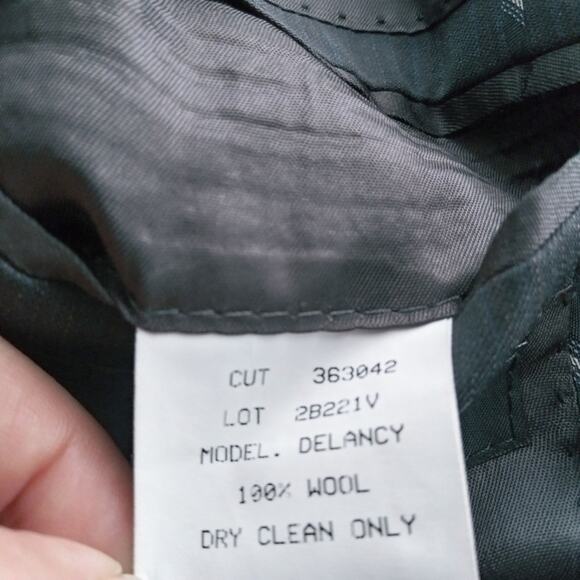 CUT 363042
LOT 2B221V
MODEL. DELANCY
100% WOOL
DRY CLEAN ONLY